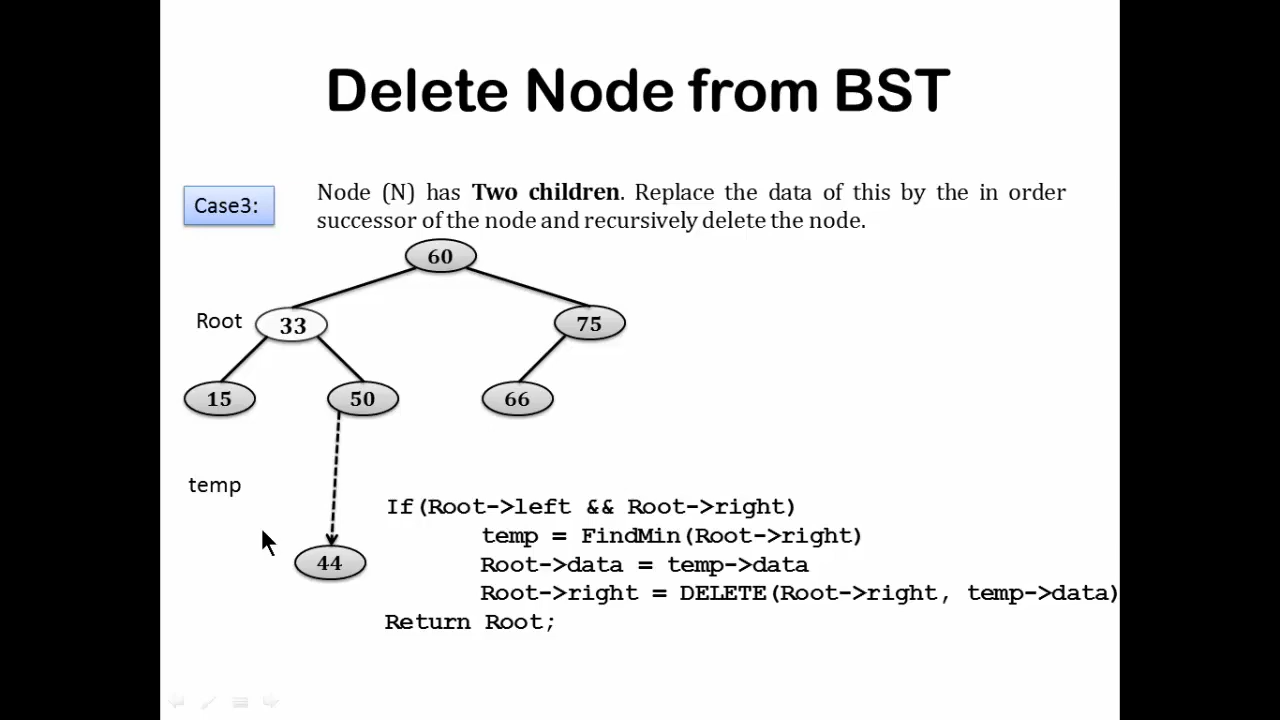 Delete Node from BST
Case3:
Node (N) has Two children. Replace the data of this by the in order
successor of the node and recursively delete the node.
60
Root
33
75
15
50
66
temp
44
If(Root->left && Root->right)
temp = FindMin(Root->right)
Root->data = temp->data
Root->right = DELETE(Root->right, temp->data)
Return Root;